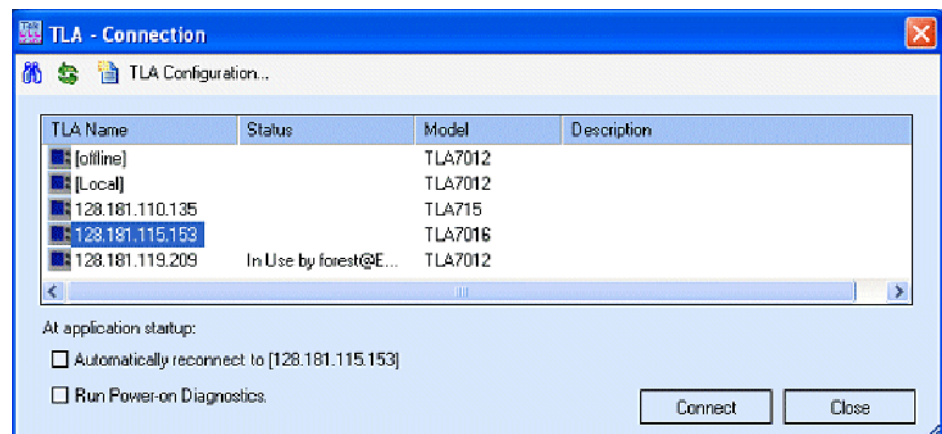 TLA - Connection
TLA Configuration...
TLA Name Status Model Description
[offline] TLA7012
[Local] TLA7012
128.181.110.135 TLA715
128.181.115.153 TLA7016
128.181.119.209 In Use by forest@E... TLA7012
At application startup:
Automatically reconnect to [128.181.115.153]
Run Power-on Diagnostics.
Connect Close